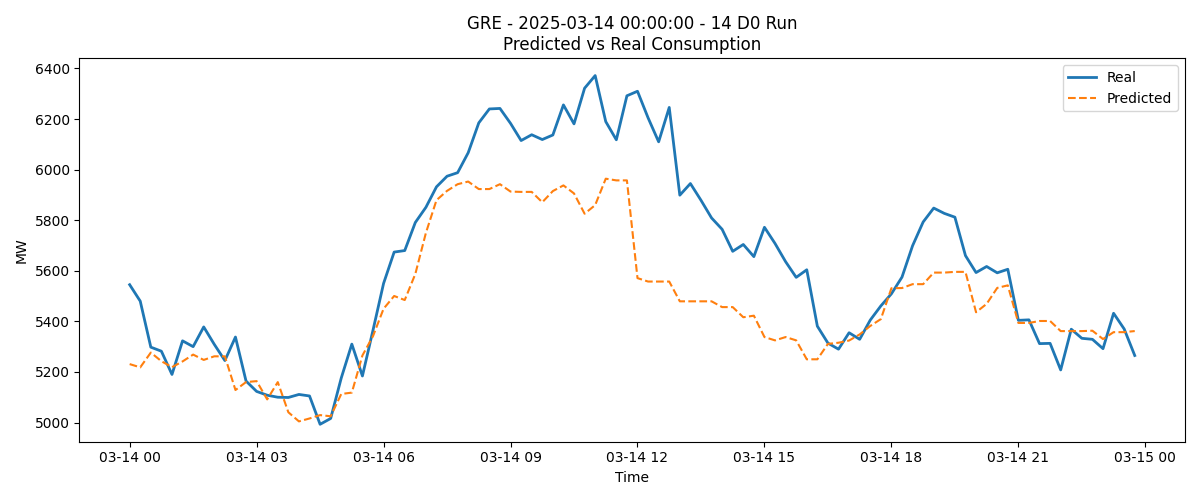 GRE - 2025-03-14 00:00:00 - 14 D0 Run
Predicted vs Real Consumption
Real
Predicted
MW
6400
6200
6000
5800
5600
5400
5200
5000
03-14 00
03-14 03
03-14 06
03-14 09
03-14 12
03-14 15
03-14 18
03-14 21
03-15 00
Time